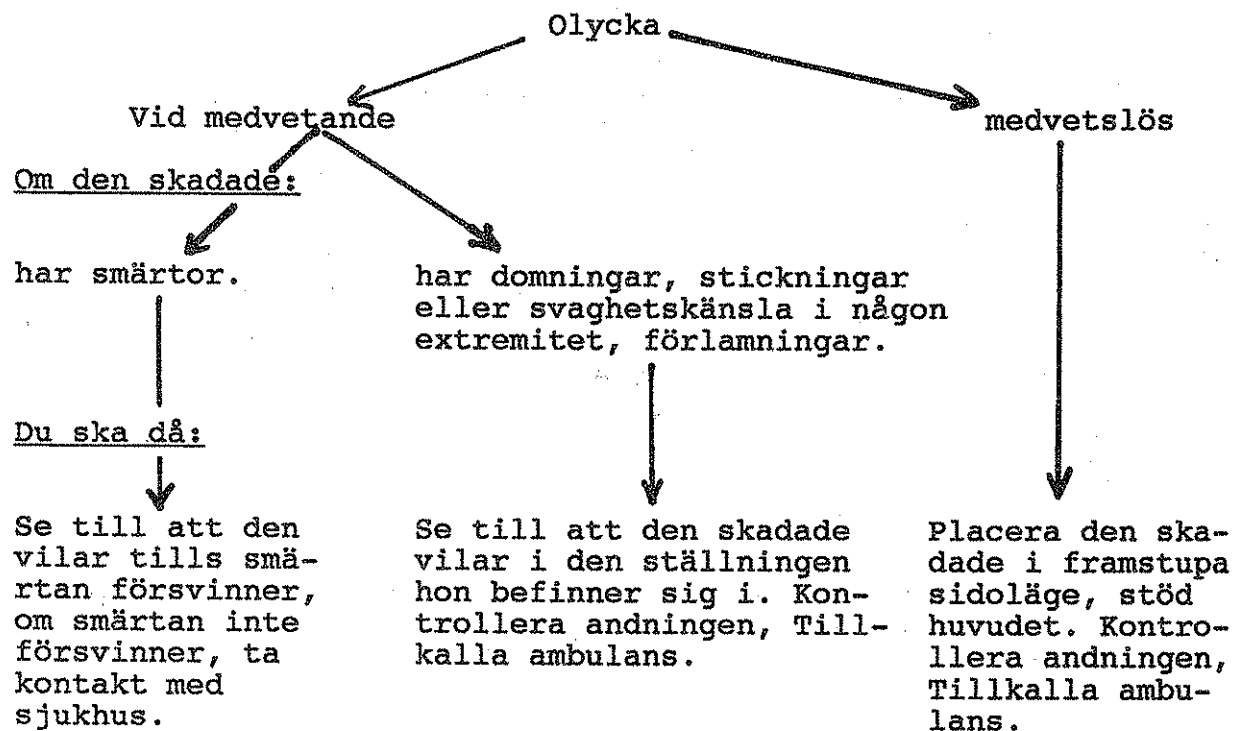 Olycka
Vid medvetande
medvetslös
Om den skadade:
har smärtor.
har domningar, stickningar
eller svaghetskänsla i någon
extremitet, förlamningar.
Du ska då:
Se till att den
vilar tills smä-
rtan försvinner,
om smärtan inte
försvinner, ta
kontakt med
sjukhus.
Se till att den skadade
vilar i den ställningen
hon befinner sig i. Kon-
trollera andningen, Till-
kalla ambulans.
Placera den ska-
dade i framstupa
sidoläge, stöd
huvudet. Kontro-
llera andningen,
Tillkalla ambu-
lans.